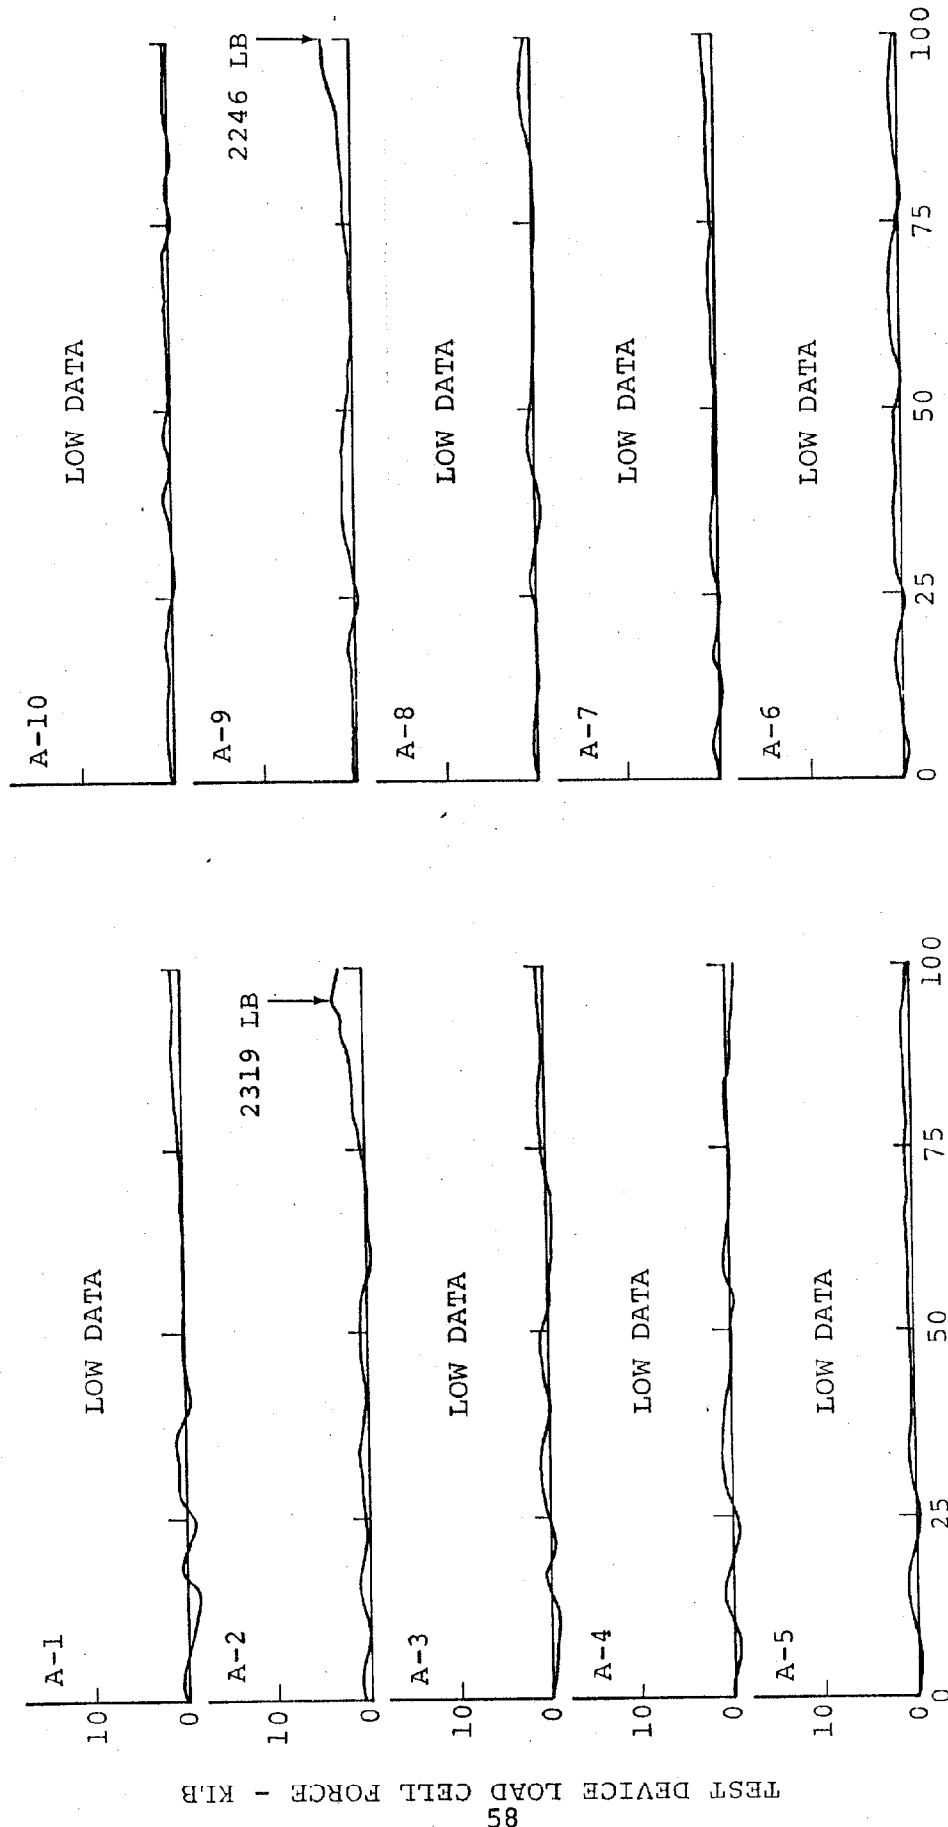 TEST DEVICE LOAD CELL FORCE - KLB
A-1
LOW DATA
10
0
A-2
2319 LB
10
0
A-3
LOW DATA
10
0
A-4
LOW DATA
10
0
A-5
LOW DATA
10
0
0 25 50 75 100
A-10
LOW DATA
A-9
2246 LB
A-8
LOW DATA
A-7
LOW DATA
A-6
LOW DATA
0 25 50 75 100
58